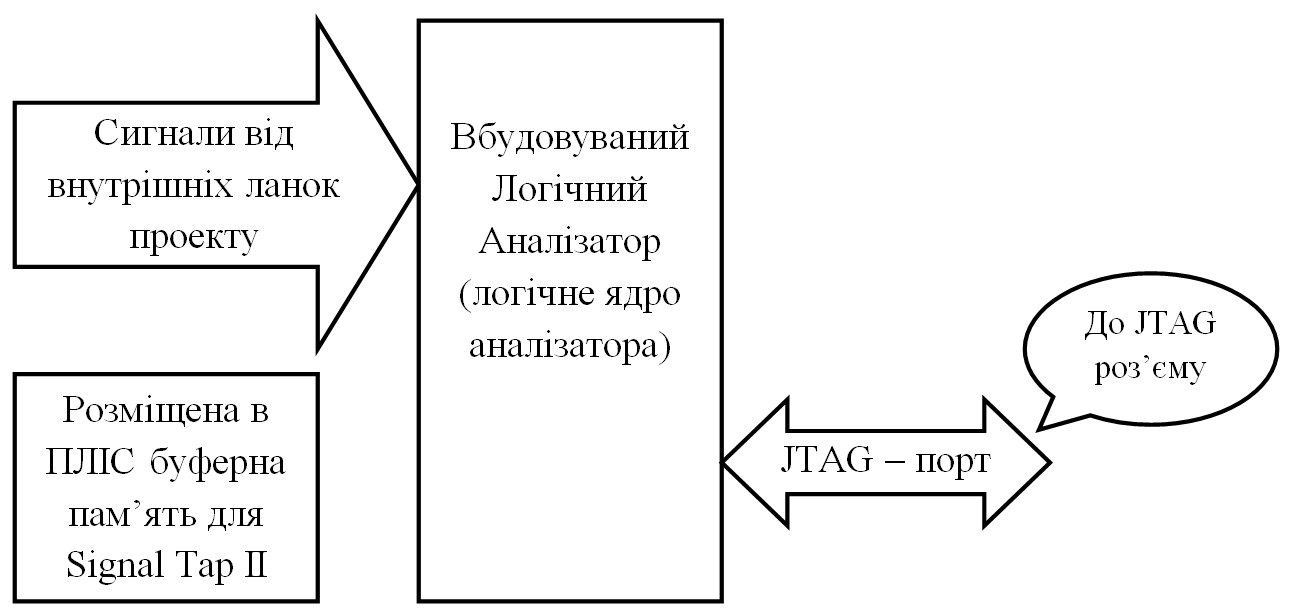 Сигнали від
внутрішніх ланок
проекту
Вбудовуваний
Логічний
Аналізатор
(логічне ядро
аналізатора)
Розміщена в
ПЛІС буферна
пам’ять для
Signal Tap II
JTAG – порт
До JTAG
роз’єму